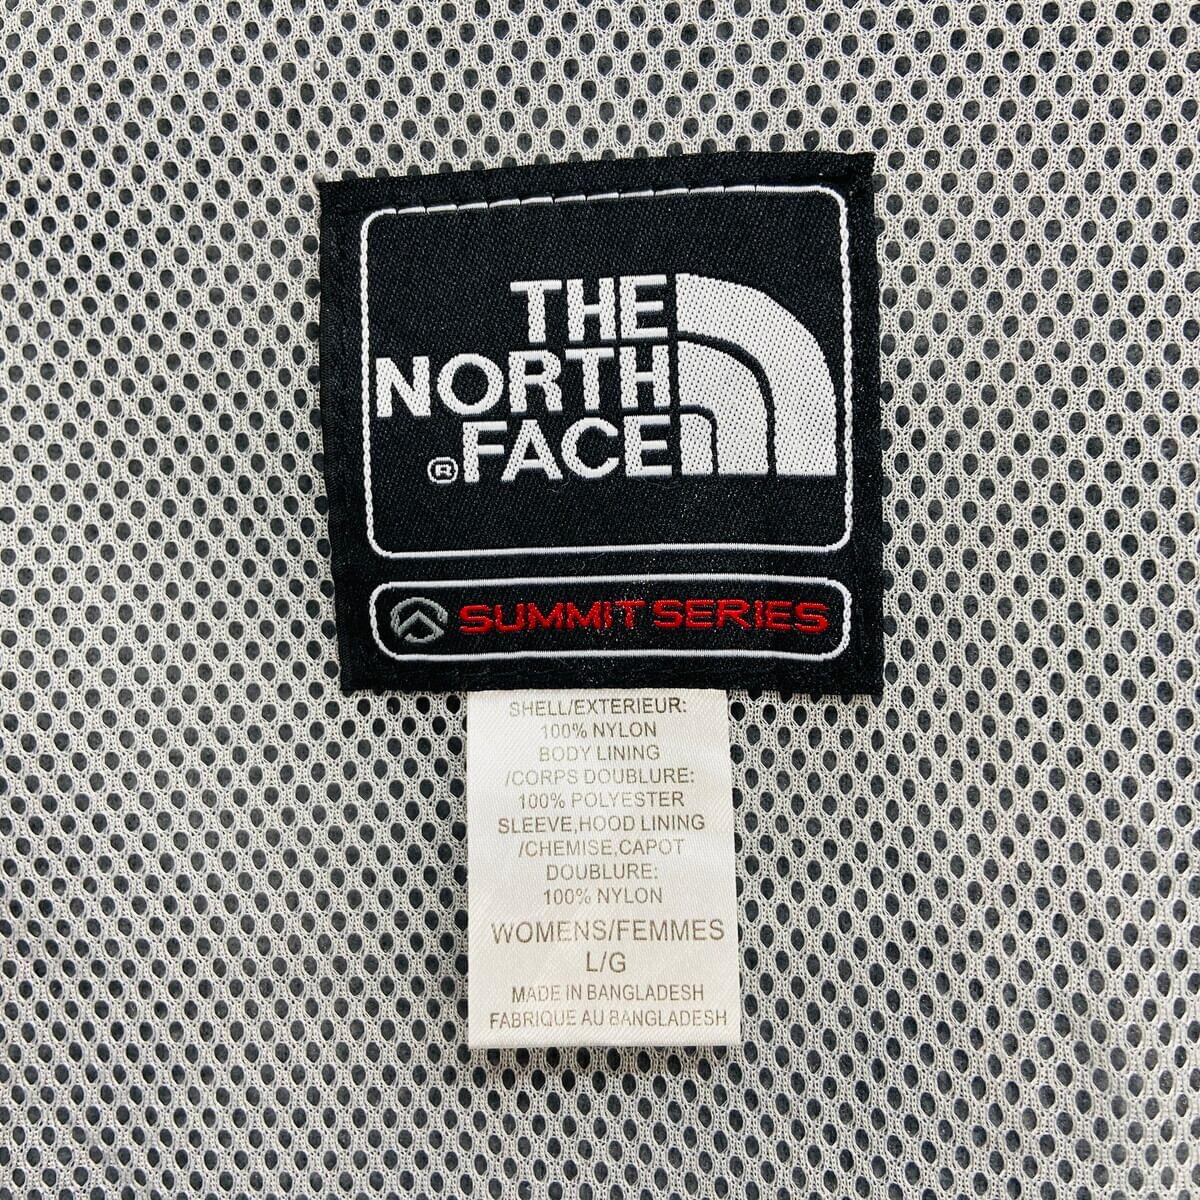 THE
NORTH
®FACE
SUMMIT SERIES
SHELL/EXTERIEUR:
100% NYLON
BODY LINING
/CORPS DOUBLURE:
100% POLYESTER
SLEEVE,HOOD LINING
/CHEMISE,CAPOT
DOUBLURE:
100% NYLON
WOMENS/FEMMES
L/G
MADE IN BANGLADESH
FABRIQUE AU BANGLADESH